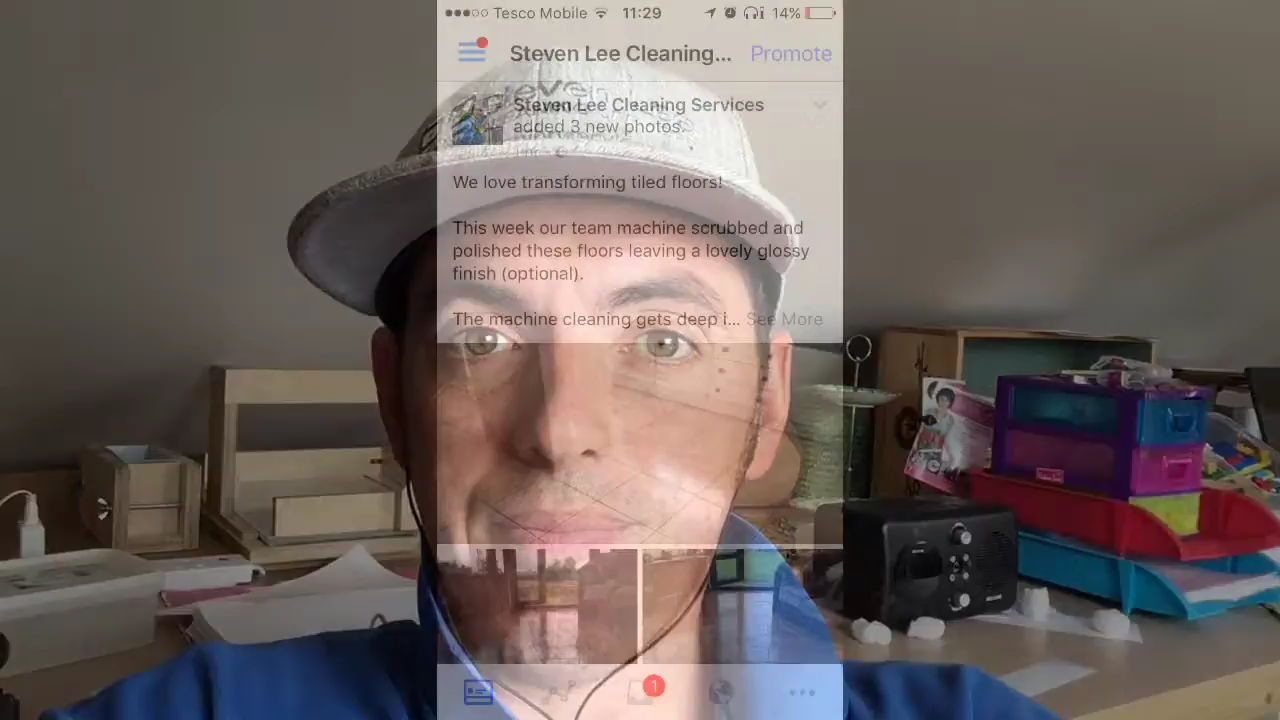 Tesco Mobile 11:29 14%
Steven Lee Cleaning... Promote
Steven Lee Cleaning Services
added 3 new photos.
We love transforming tiled floors!
This week our team machine scrubbed and
polished these floors leaving a lovely glossy
finish (optional).
The machine cleaning gets deep i... See More
1